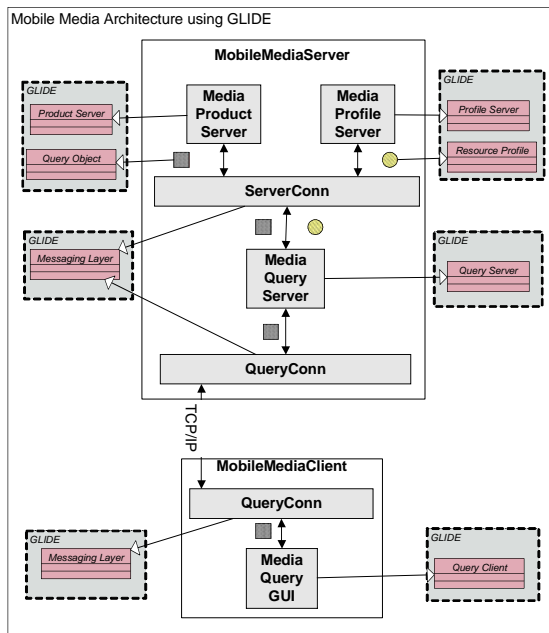 Mobile Media Architecture using GLIDE
MobileMediaServer
GLIDE
Product Server
Query Object
Media
Product
Server
Media
Profile
Server
GLIDE
Profile Server
Resource Profile
ServerConn
GLIDE
Messaging Layer
Media
Query
Server
GLIDE
Query Server
QueryConn
TCP/IP
MobileMediaClient
QueryConn
GLIDE
Messaging Layer
Media
Query
GUI
GLIDE
Query Client